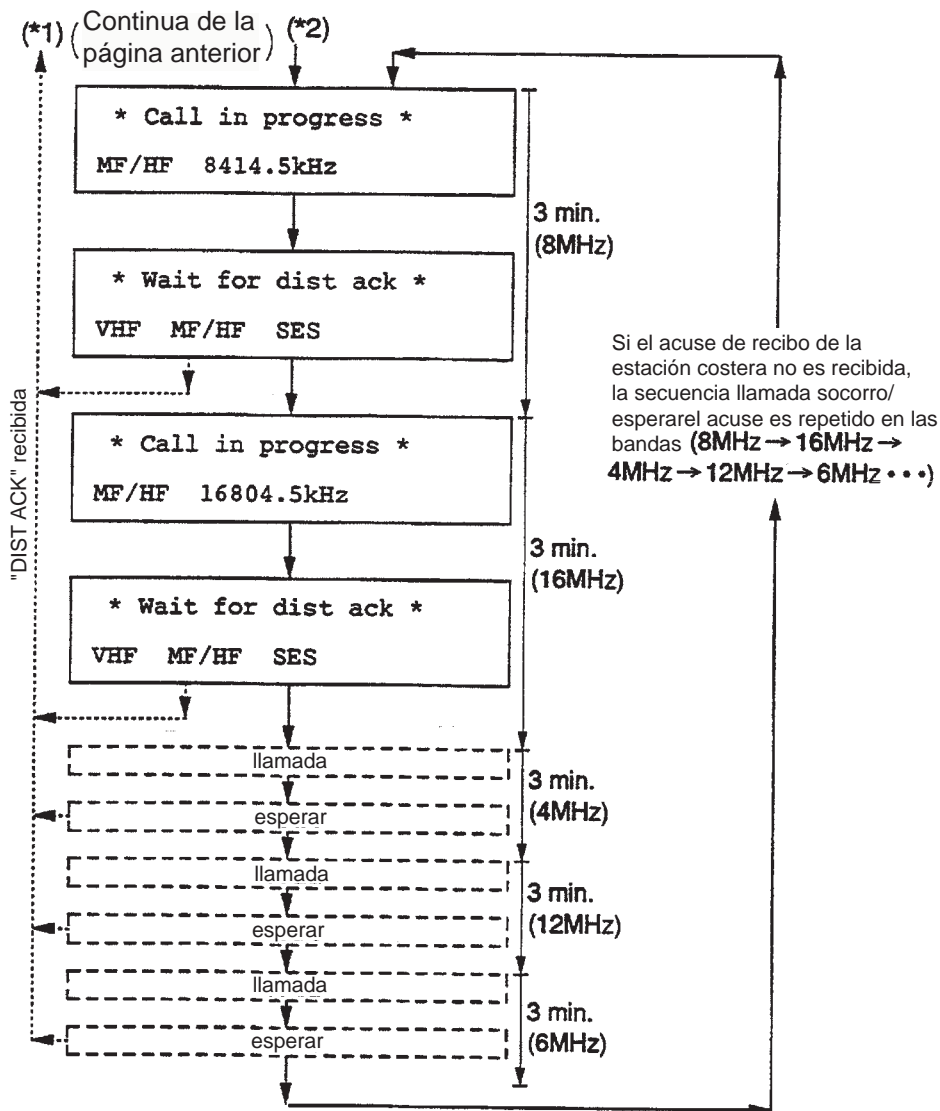 (*1) (Continua de la página anterior) (*2)
* Call in progress *
MF/HF 8414.5kHz
3 min.
(8MHz)
* Wait for dist ack *
VHF MF/HF SES
Si el acuse de recibo de la
estación costera no es recibida,
la secuencia llamada socorro/
esperarel acuse es repetido en las
bandas (8MHz → 16MHz →
4MHz → 12MHz → 6MHz • • •)
"DIST ACK" recibida
* Call in progress *
MF/HF 16804.5kHz
3 min.
(16MHz)
* Wait for dist ack *
VHF MF/HF SES
llamada
3 min.
(4MHz)
esperar
llamada
3 min.
(12MHz)
esperar
llamada
3 min.
(6MHz)
esperar